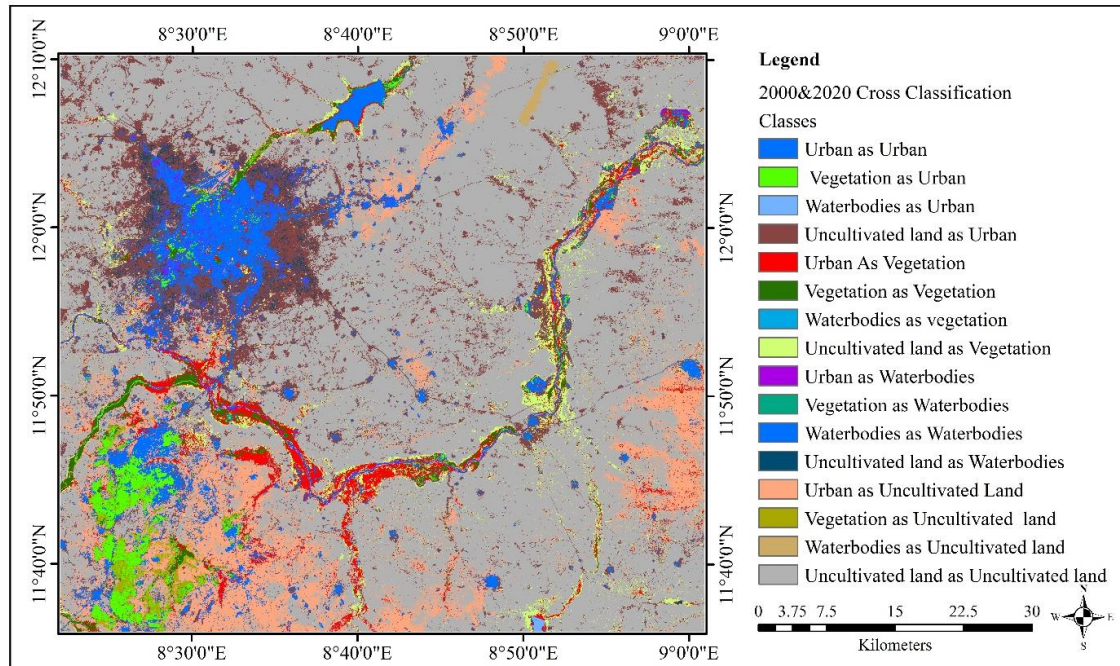 8°30'0"E 8°40'0"E 8°50'0"E 9°0'0"E
12°10'0"N
12°10'0"N
12°0'0"N
12°0'0"N
11°50'0"N
11°50'0"N
11°40'0"N
11°40'0"N
8°30'0"E 8°40'0"E 8°50'0"E 9°0'0"E
Legend
2000&2020 Cross Classification
Classes
Urban as Urban
Vegetation as Urban
Waterbodies as Urban
Uncultivated land as Urban
Urban As Vegetation
Vegetation as Vegetation
Waterbodies as vegetation
Uncultivated land as Vegetation
Urban as Waterbodies
Vegetation as Waterbodies
Waterbodies as Waterbodies
Uncultivated land as Waterbodies
Urban as Uncultivated Land
Vegetation as Uncultivated land
Waterbodies as Uncultivated land
Uncultivated land as Uncultivated land
0 3.75 7.5 15 22.5 30
Kilometers
N
W E
S